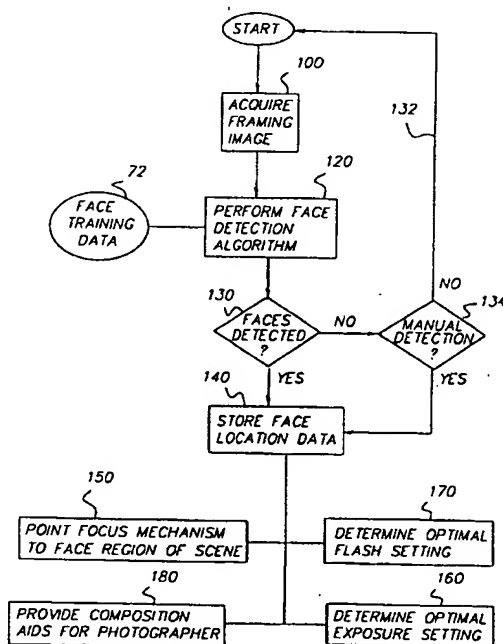 START
100
ACQUIRE
FRAMING
IMAGE
132
72
FACE
TRAINING
DATA
120
PERFORM FACE
DETECTION
ALGORITHM
130
FACES
DETECTED
?
NO
NO
134
MANUAL
DETECTION
?
YES
YES
140
STORE FACE
LOCATION DATA
150
POINT FOCUS MECHANISM
TO FACE REGION OF SCENE
170
DETERMINE OPTIMAL
FLASH SETTING
180
PROVIDE COMPOSITION
AIDS FOR PHOTOGRAPHER
160
DETERMINE OPTIMAL
EXPOSURE SETTING